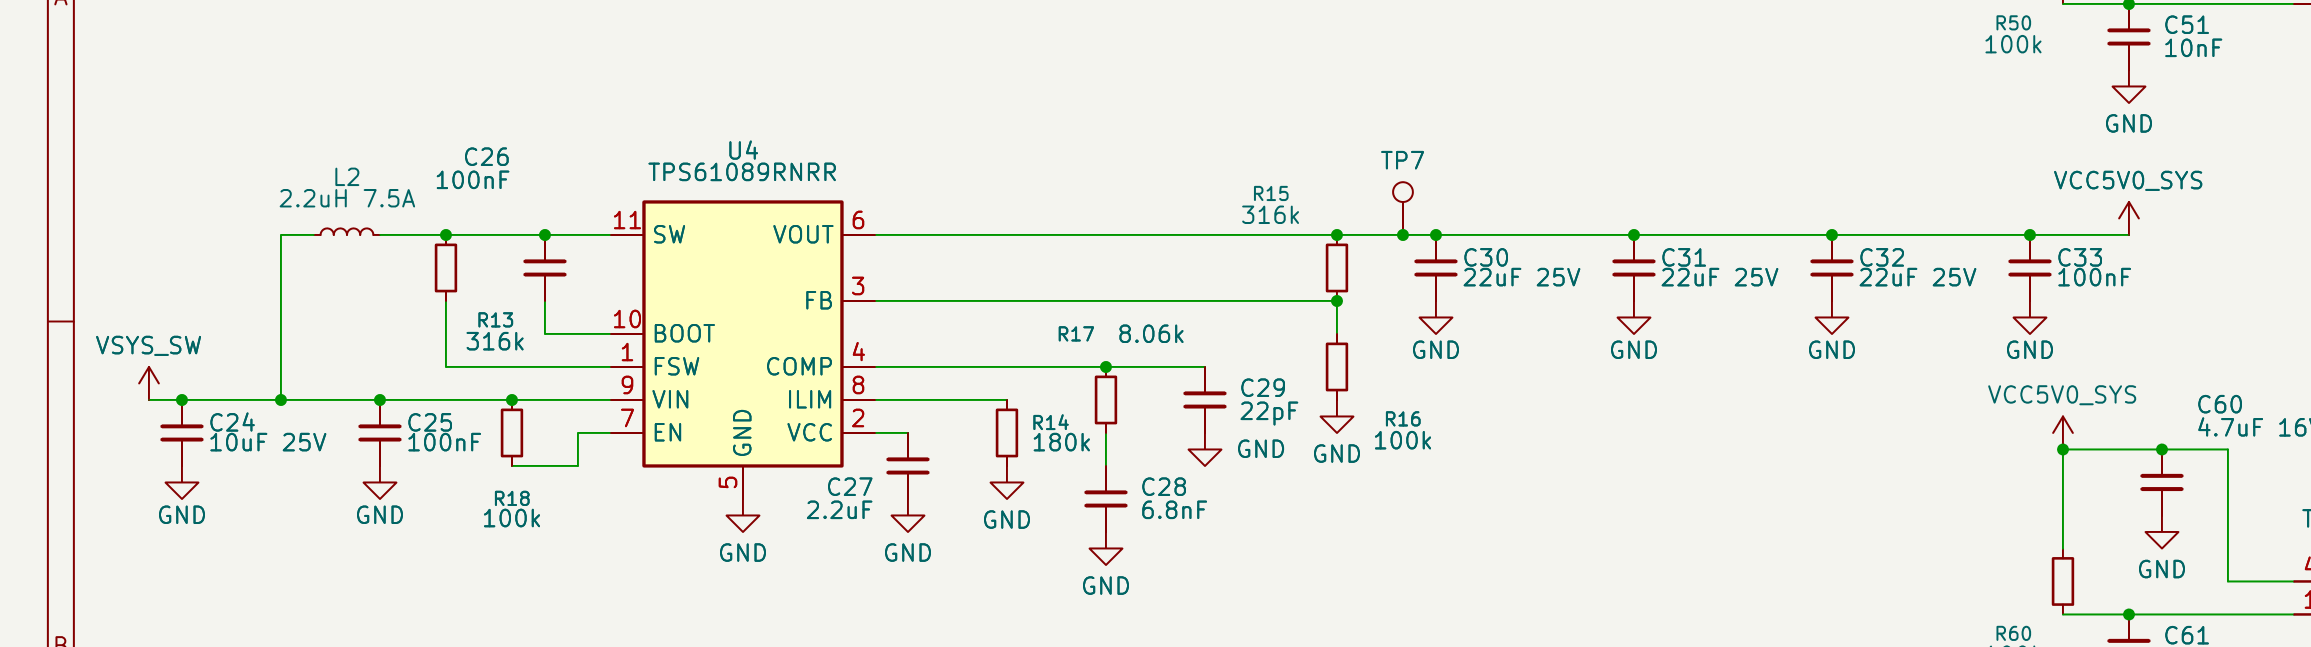 A
R50
100k
C51
10nF
GND
U4
TPS61089RNRR
C26
100nF
L2
2.2uH 7.5A
11
SW
10
BOOT
1
FSW
9
VIN
7
EN
GND
5
VOUT
6
FB
3
COMP
4
ILIM
8
VCC
2
R13
316k
VSYS_SW
C24
10uF 25V
GND
C25
100nF
GND
R18
100k
GND
C27
2.2uF
GND
R14
180k
GND
R17 8.06k
C28
6.8nF
GND
C29
22pF
GND
R15
316k
R16
100k
GND
TP7
C30
22uF 25V
GND
C31
22uF 25V
GND
C32
22uF 25V
GND
C33
100nF
GND
VCC5V0_SYS
VCC5V0_SYS
C60
4.7uF 16V
GND
4
1
R60
C61
B